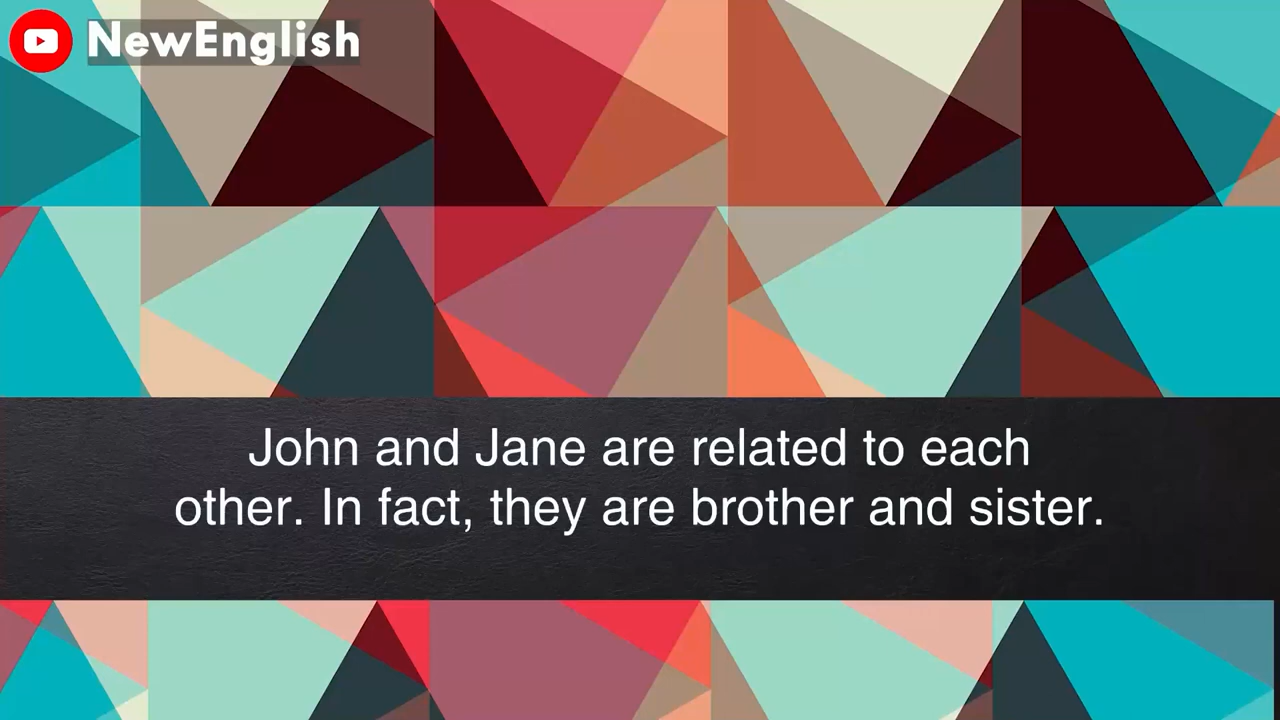 NewEnglish
John and Jane are related to each
other. In fact, they are brother and sister.